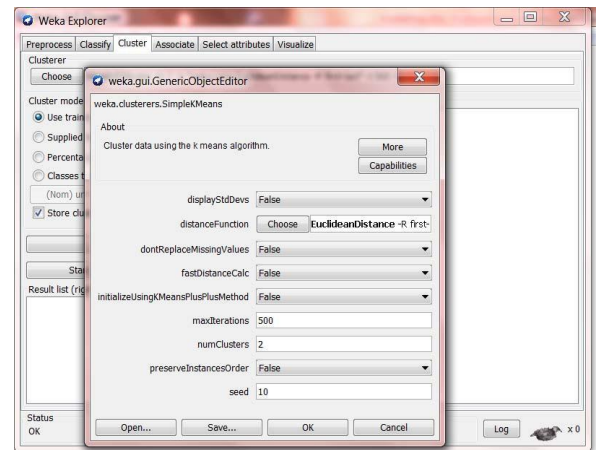 Weka Explorer
Preprocess Classify Cluster Associate Select attributes Visualize
Clusterer
Choose
weka.gui.GenericObjectEditor
weka.clusterers.SimpleKMeans
About
Cluster data using the k means algorithm.
More
Capabilities
displayStdDevs False
distanceFunction Choose EuclideanDistance -R first-
dontReplaceMissingValues False
fastDistanceCalc False
initializeUsingKMeansPlusPlusMethod False
maxIterations 500
numClusters 2
preserveInstancesOrder False
seed 10
Open... Save... OK Cancel
Cluster mode
Use train
Supplied
Percenta
Classes t
(Nom)
Store clu
Sta
Result list (rig
Status
OK
Log x 0